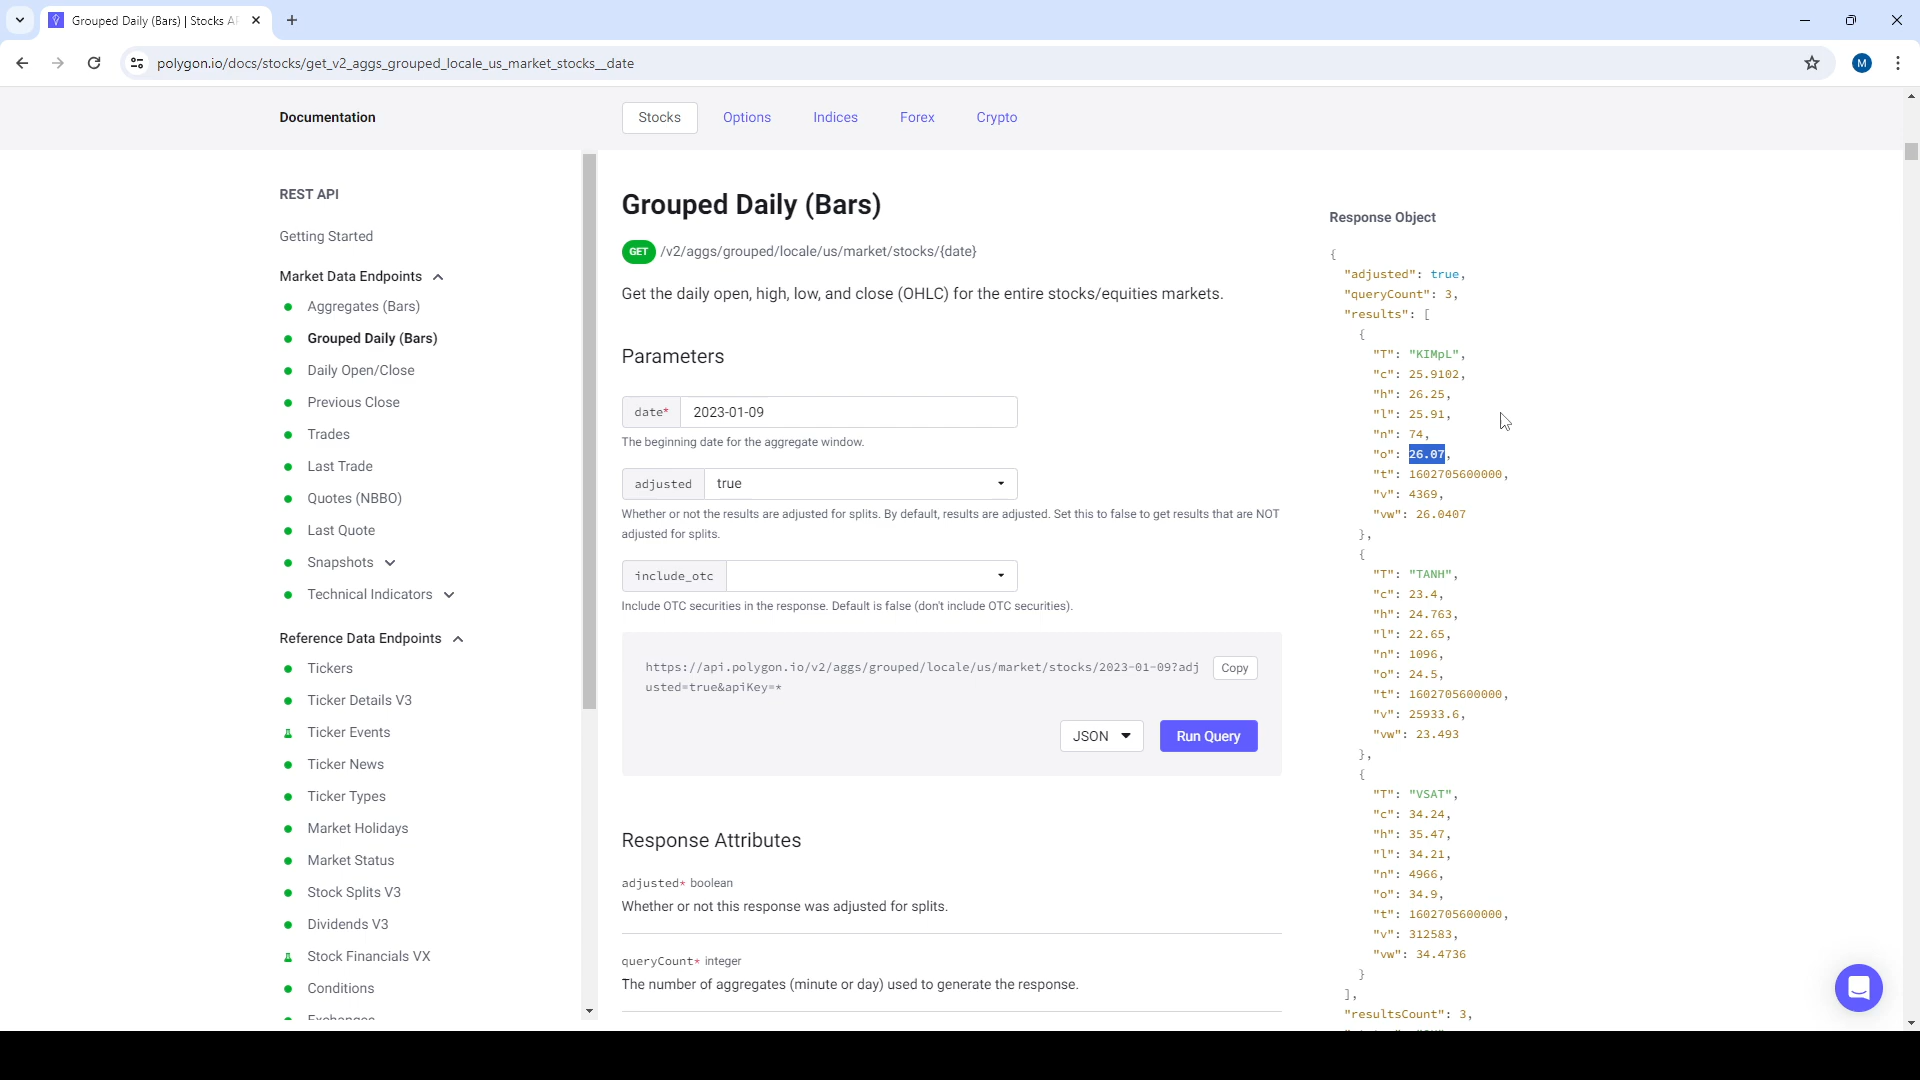 Grouped Daily (Bars) | Stocks AP
polygon.io/docs/stocks/get_v2_aggs_grouped_locale_us_market_stocks__date
M
Documentation
Stocks
Options
Indices
Forex
Crypto
REST API
Getting Started
Market Data Endpoints
Aggregates (Bars)
Grouped Daily (Bars)
Daily Open/Close
Previous Close
Trades
Last Trade
Quotes (NBBO)
Last Quote
Snapshots
Technical Indicators
Reference Data Endpoints
Tickers
Ticker Details V3
Ticker Events
Ticker News
Ticker Types
Market Holidays
Market Status
Stock Splits V3
Dividends V3
Stock Financials VX
Conditions
Exchanges
Grouped Daily (Bars)
GET /v2/aggs/grouped/locale/us/market/stocks/{date}
Get the daily open, high, low, and close (OHLC) for the entire stocks/equities markets.
Parameters
date* 2023-01-09
The beginning date for the aggregate window.
adjusted true
Whether or not the results are adjusted for splits. By default, results are adjusted. Set this to false to get results that are NOT
adjusted for splits.
include_otc
Include OTC securities in the response. Default is false (don't include OTC securities).
https://api.polygon.io/v2/aggs/grouped/locale/us/market/stocks/2023-01-09?adj
usted=true&apiKey=*
Copy
JSON
Run Query
Response Attributes
adjusted* boolean
Whether or not this response was adjusted for splits.
queryCount* integer
The number of aggregates (minute or day) used to generate the response.
Response Object
{
"adjusted": true,
"queryCount": 3,
"results": [
{
"T": "KIMpL",
"c": 25.9102,
"h": 26.25,
"l": 25.91,
"n": 74,
"o": 26.07,
"t": 1602705600000,
"v": 4369,
"vw": 26.0407
},
{
"T": "TANH",
"c": 23.4,
"h": 24.763,
"l": 22.65,
"n": 1096,
"o": 24.5,
"t": 1602705600000,
"v": 25933.6,
"vw": 23.493
},
{
"T": "VSAT",
"c": 34.24,
"h": 35.47,
"l": 34.21,
"n": 4966,
"o": 34.9,
"t": 1602705600000,
"v": 312583,
"vw": 34.4736
}
],
"resultsCount": 3,